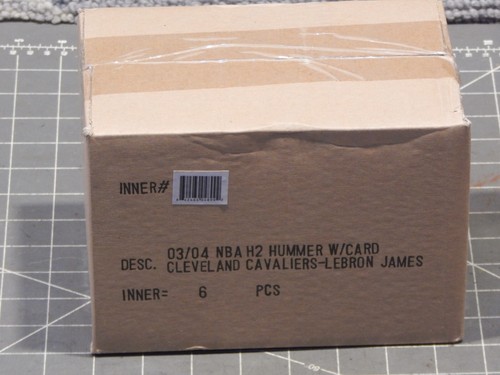 INNER#
03/04 NBA H2 HUMMER W/CARD
DESC. CLEVELAND CAVALIERS-LEBRON JAMES
INNER= 6 PCS